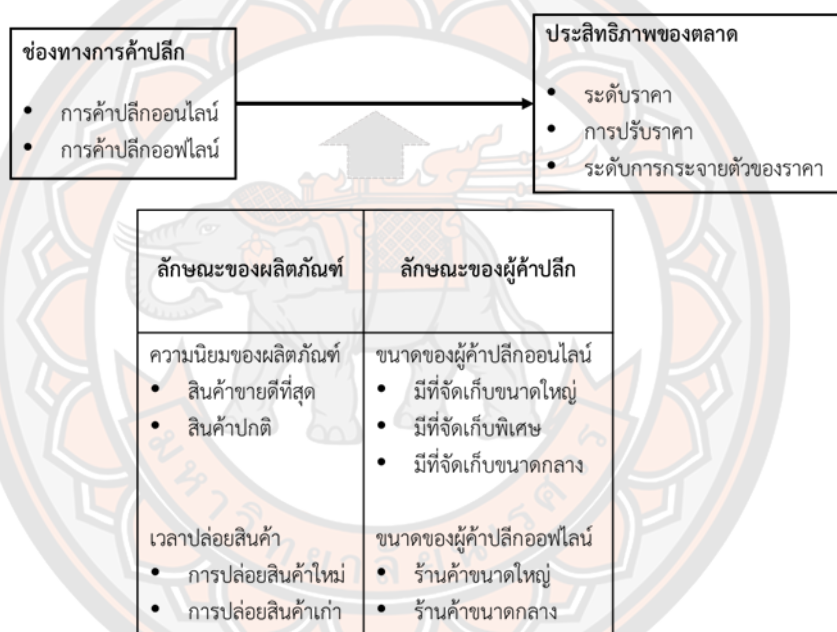 ช่องทางการค้าปลีก
• การค้าปลีกออนไลน์
• การค้าปลีกออฟไลน์
ประสิทธิภาพของตลาด
• ระดับราคา
• การปรับราคา
• ระดับการกระจายตัวของราคา
ลักษณะของผลิตภัณฑ์
ลักษณะของผู้ค้าปลีก
ความนิยมของผลิตภัณฑ์
• สินค้าขายดีที่สุด
• สินค้าปกติ
ขนาดของผู้ค้าปลีกออนไลน์
• มีที่จัดเก็บขนาดใหญ่
• มีที่จัดเก็บพิเศษ
• มีที่จัดเก็บขนาดกลาง
เวลาปล่อยสินค้า
• การปล่อยสินค้าใหม่
• การปล่อยสินค้าเก่า
ขนาดของผู้ค้าปลีกออฟไลน์
• ร้านค้าขนาดใหญ่
• ร้านค้าขนาดกลาง
มหาวิทยาลัยนเรศวร